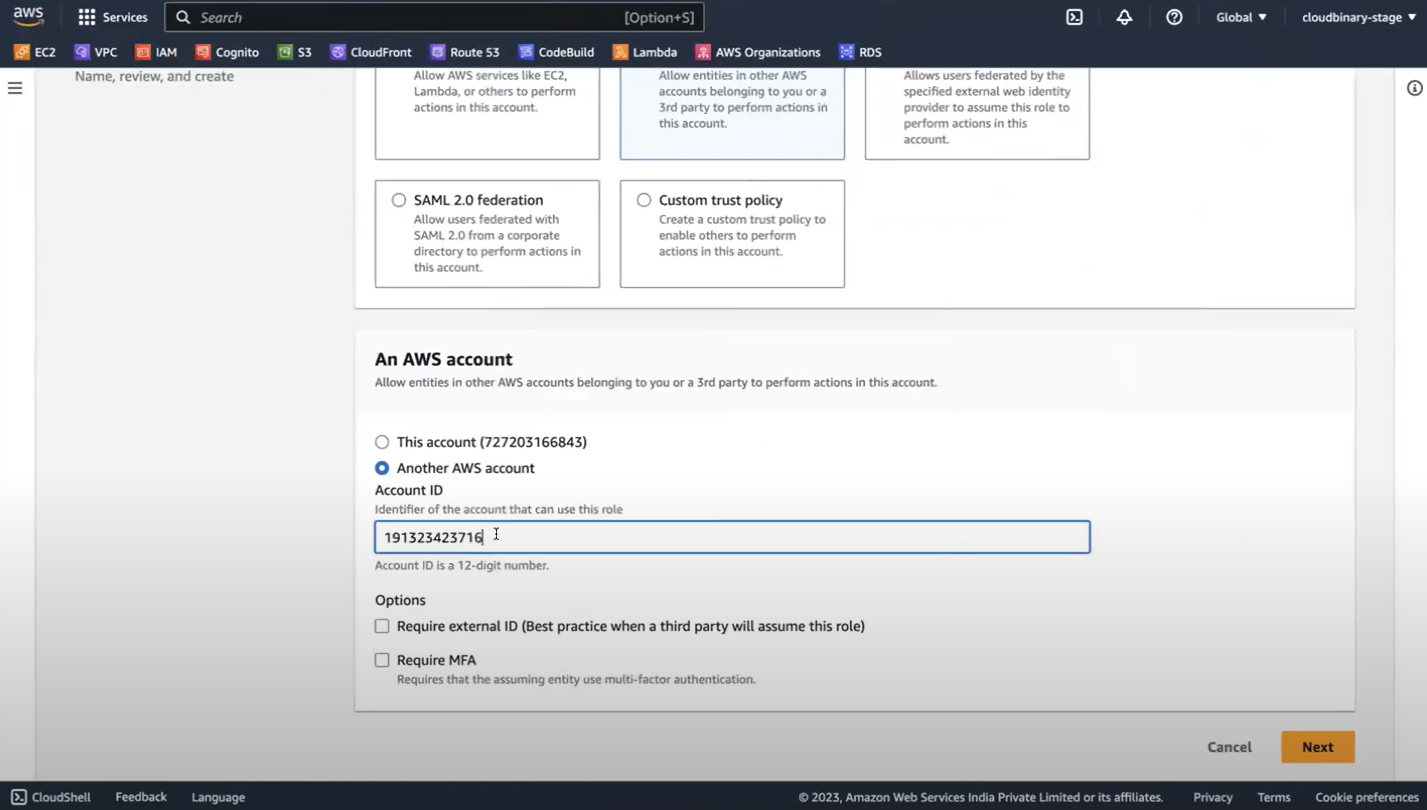 aws
Services
Search
[Option+S]
Global
cloudbinary-stage
EC2
VPC
IAM
Cognito
S3
CloudFront
Route 53
CodeBuild
Lambda
AWS Organizations
RDS
Name, review, and create
Allow AWS services like EC2,
Lambda, or others to perform
actions in this account.
Allow entities in other AWS
accounts belonging to you or a
3rd party to perform actions in
this account.
Allows users federated by the
specified external web identity
provider to assume this role to
perform actions in this
account.
SAML 2.0 federation
Allow users federated with
SAML 2.0 from a corporate
directory to perform actions in
this account.
Custom trust policy
Create a custom trust policy to
enable others to perform
actions in this account.
An AWS account
Allow entities in other AWS accounts belonging to you or a 3rd party to perform actions in this account.
This account (727203166843)
Another AWS account
Account ID
Identifier of the account that can use this role
191323423716
Account ID is a 12-digit number.
Options
Require external ID (Best practice when a third party will assume this role)
Require MFA
Requires that the assuming entity use multi-factor authentication.
Cancel
Next
CloudShell
Feedback
Language
© 2023, Amazon Web Services India Private Limited or its affiliates.
Privacy
Terms
Cookie preferences